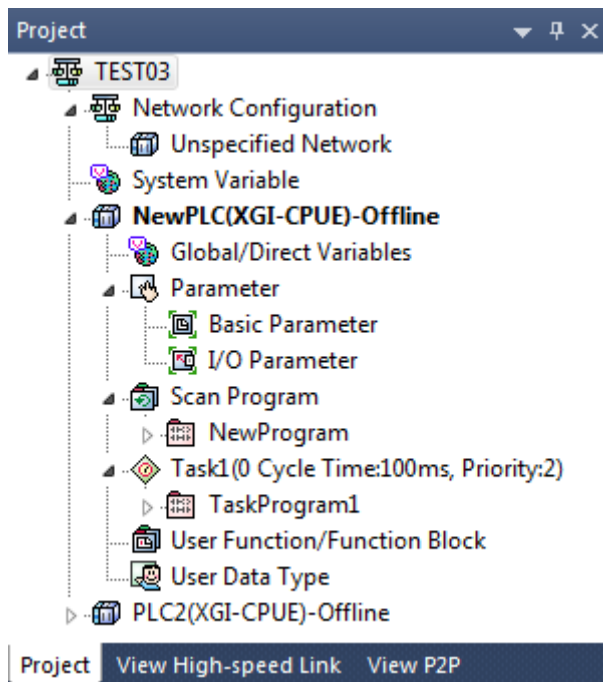 Project
TEST03
Network Configuration
Unspecified Network
System Variable
NewPLC(XGI-CPUE)-Offline
Global/Direct Variables
Parameter
Basic Parameter
I/O Parameter
Scan Program
NewProgram
Task1(0 Cycle Time:100ms, Priority:2)
TaskProgram1
User Function/Function Block
User Data Type
PLC2(XGI-CPUE)-Offline
Project View High-speed Link View P2P